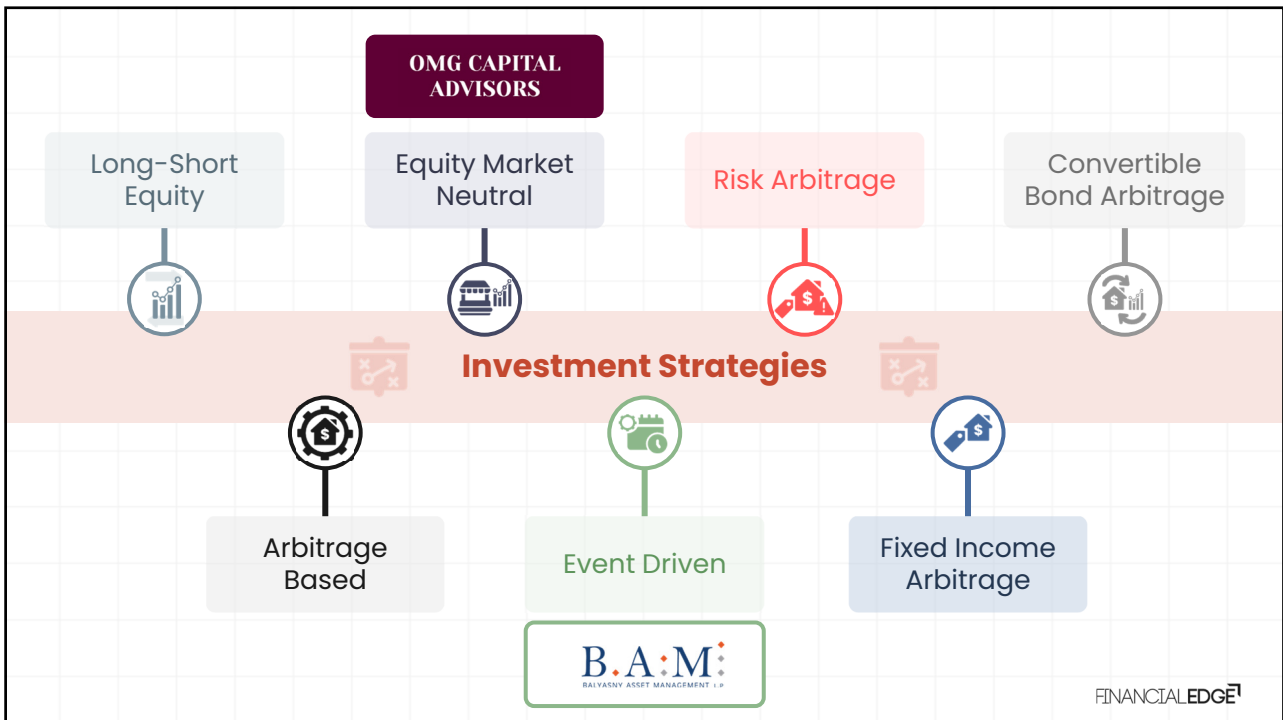 OMG CAPITAL
ADVISORS
Long-Short
Equity
Equity Market
Neutral
Risk Arbitrage
Convertible
Bond Arbitrage
$
$
Investment Strategies
$
$
Arbitrage
Based
Event Driven
Fixed Income
Arbitrage
B.A:M
BALYASNY ASSET MANAGEMENT L.P.
FINANCIALEDGE